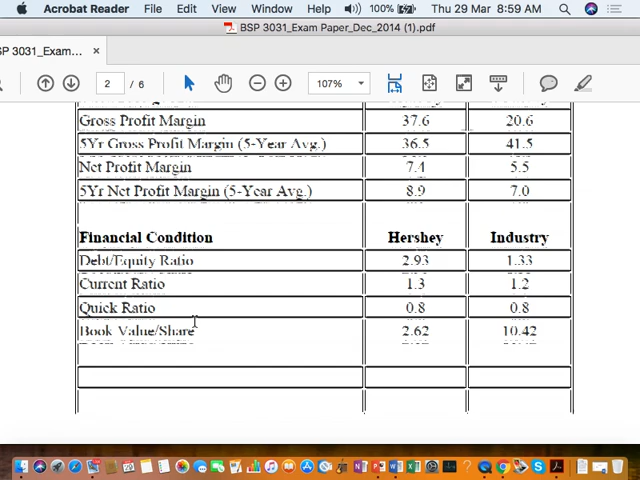 Acrobat Reader File Edit View Window Help 100% Thu 29 Mar 8:59 AM
BSP 3031_Exam Paper_Dec_2014 (1).pdf
SP 3031_Exam... ×
2 / 6 107%
Gross Profit Margin 37.6 20.6
5Yr Gross Profit Margin (5-Year Avg.) 36.5 41.5
Net Profit Margin 7.4 5.5
5Yr Net Profit Margin (5-Year Avg.) 8.9 7.0
Financial Condition Hershey Industry
Debt/Equity Ratio 2.93 1.33
Current Ratio 1.3 1.2
Quick Ratio 0.8 0.8
Book Value/Share 2.62 10.42